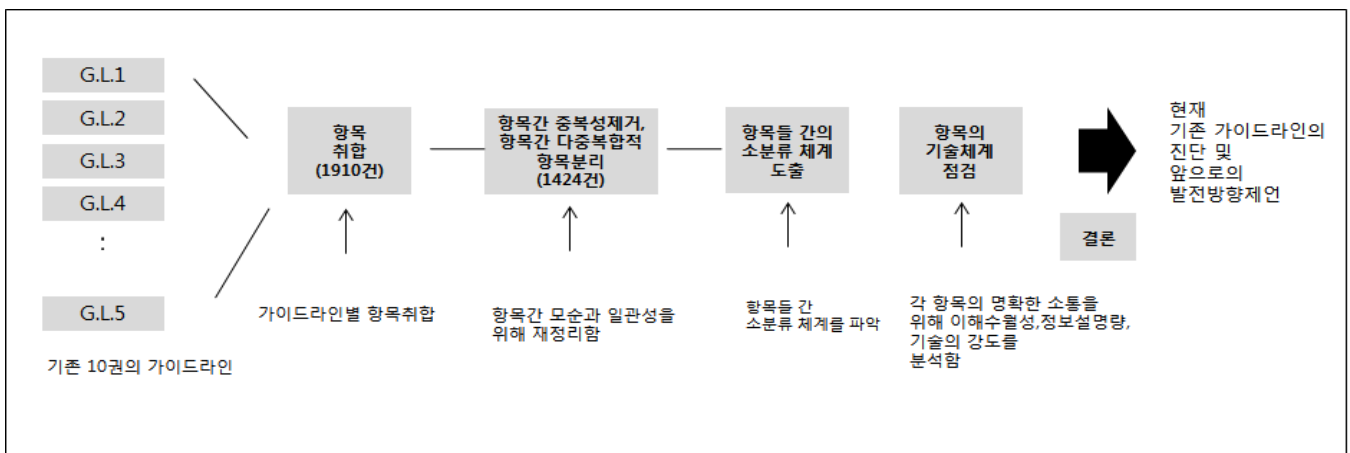 G.L.1
G.L.2
G.L.3
G.L.4
:
G.L.5
기존 10권의 가이드라인
항목
취합
(1910건)
가이드라인별 항목취합
항목간 중복성제거,
항목간 다중복합적
항목분리
(1424건)
항목간 모순과 일관성을
위해 재정리함
항목들 간의
소분류 체계
도출
항목들 간
소분류 체계를 파악
항목의
기술체계
점검
각 항목의 명확한 소통을
위해 이해수월성,정보설명량,
기술의 강도를
분석함
결론
현재
기존 가이드라인의
진단 및
앞으로의
발전방향제언